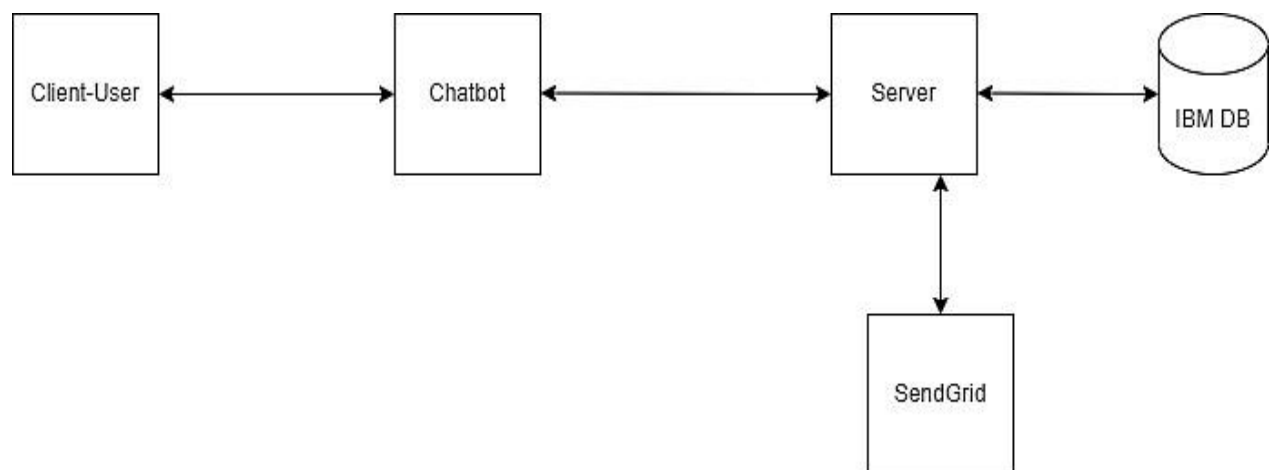 Client-User
Chatbot
Server
IBM DB
SendGrid